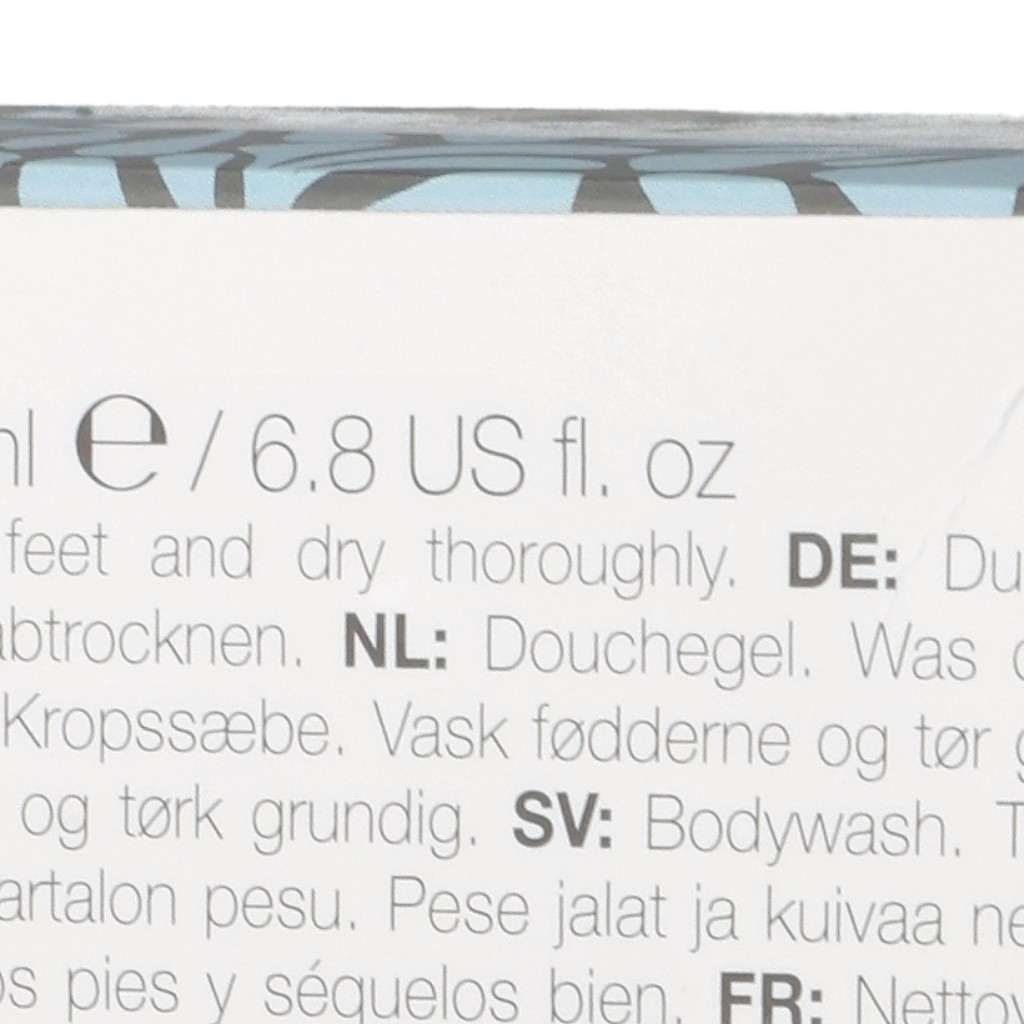 ml ℮ / 6.8 US fl. oz
feet and dry thoroughly. DE: Du
abtrocknen. NL: Douchegel. Was
Kropssæbe. Vask fødderne og tør g
og tørk grundig. SV: Bodywash. T
artalon pesu. Pese jalat ja kuivaa ne
os pies y séquelos bien. FR: Nettoy